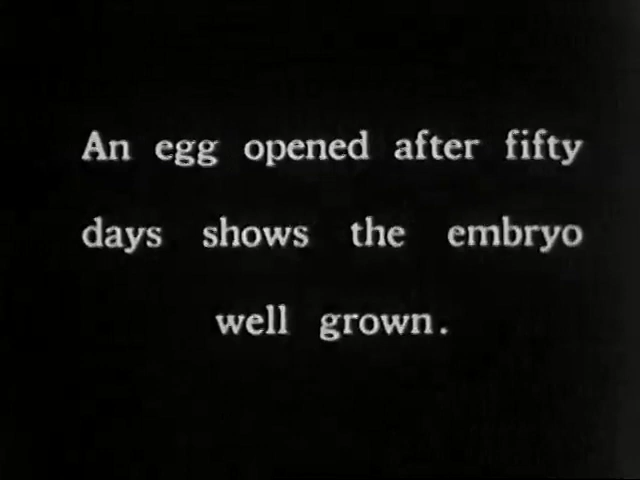 An egg opened after fifty
days shows the embryo
well grown.